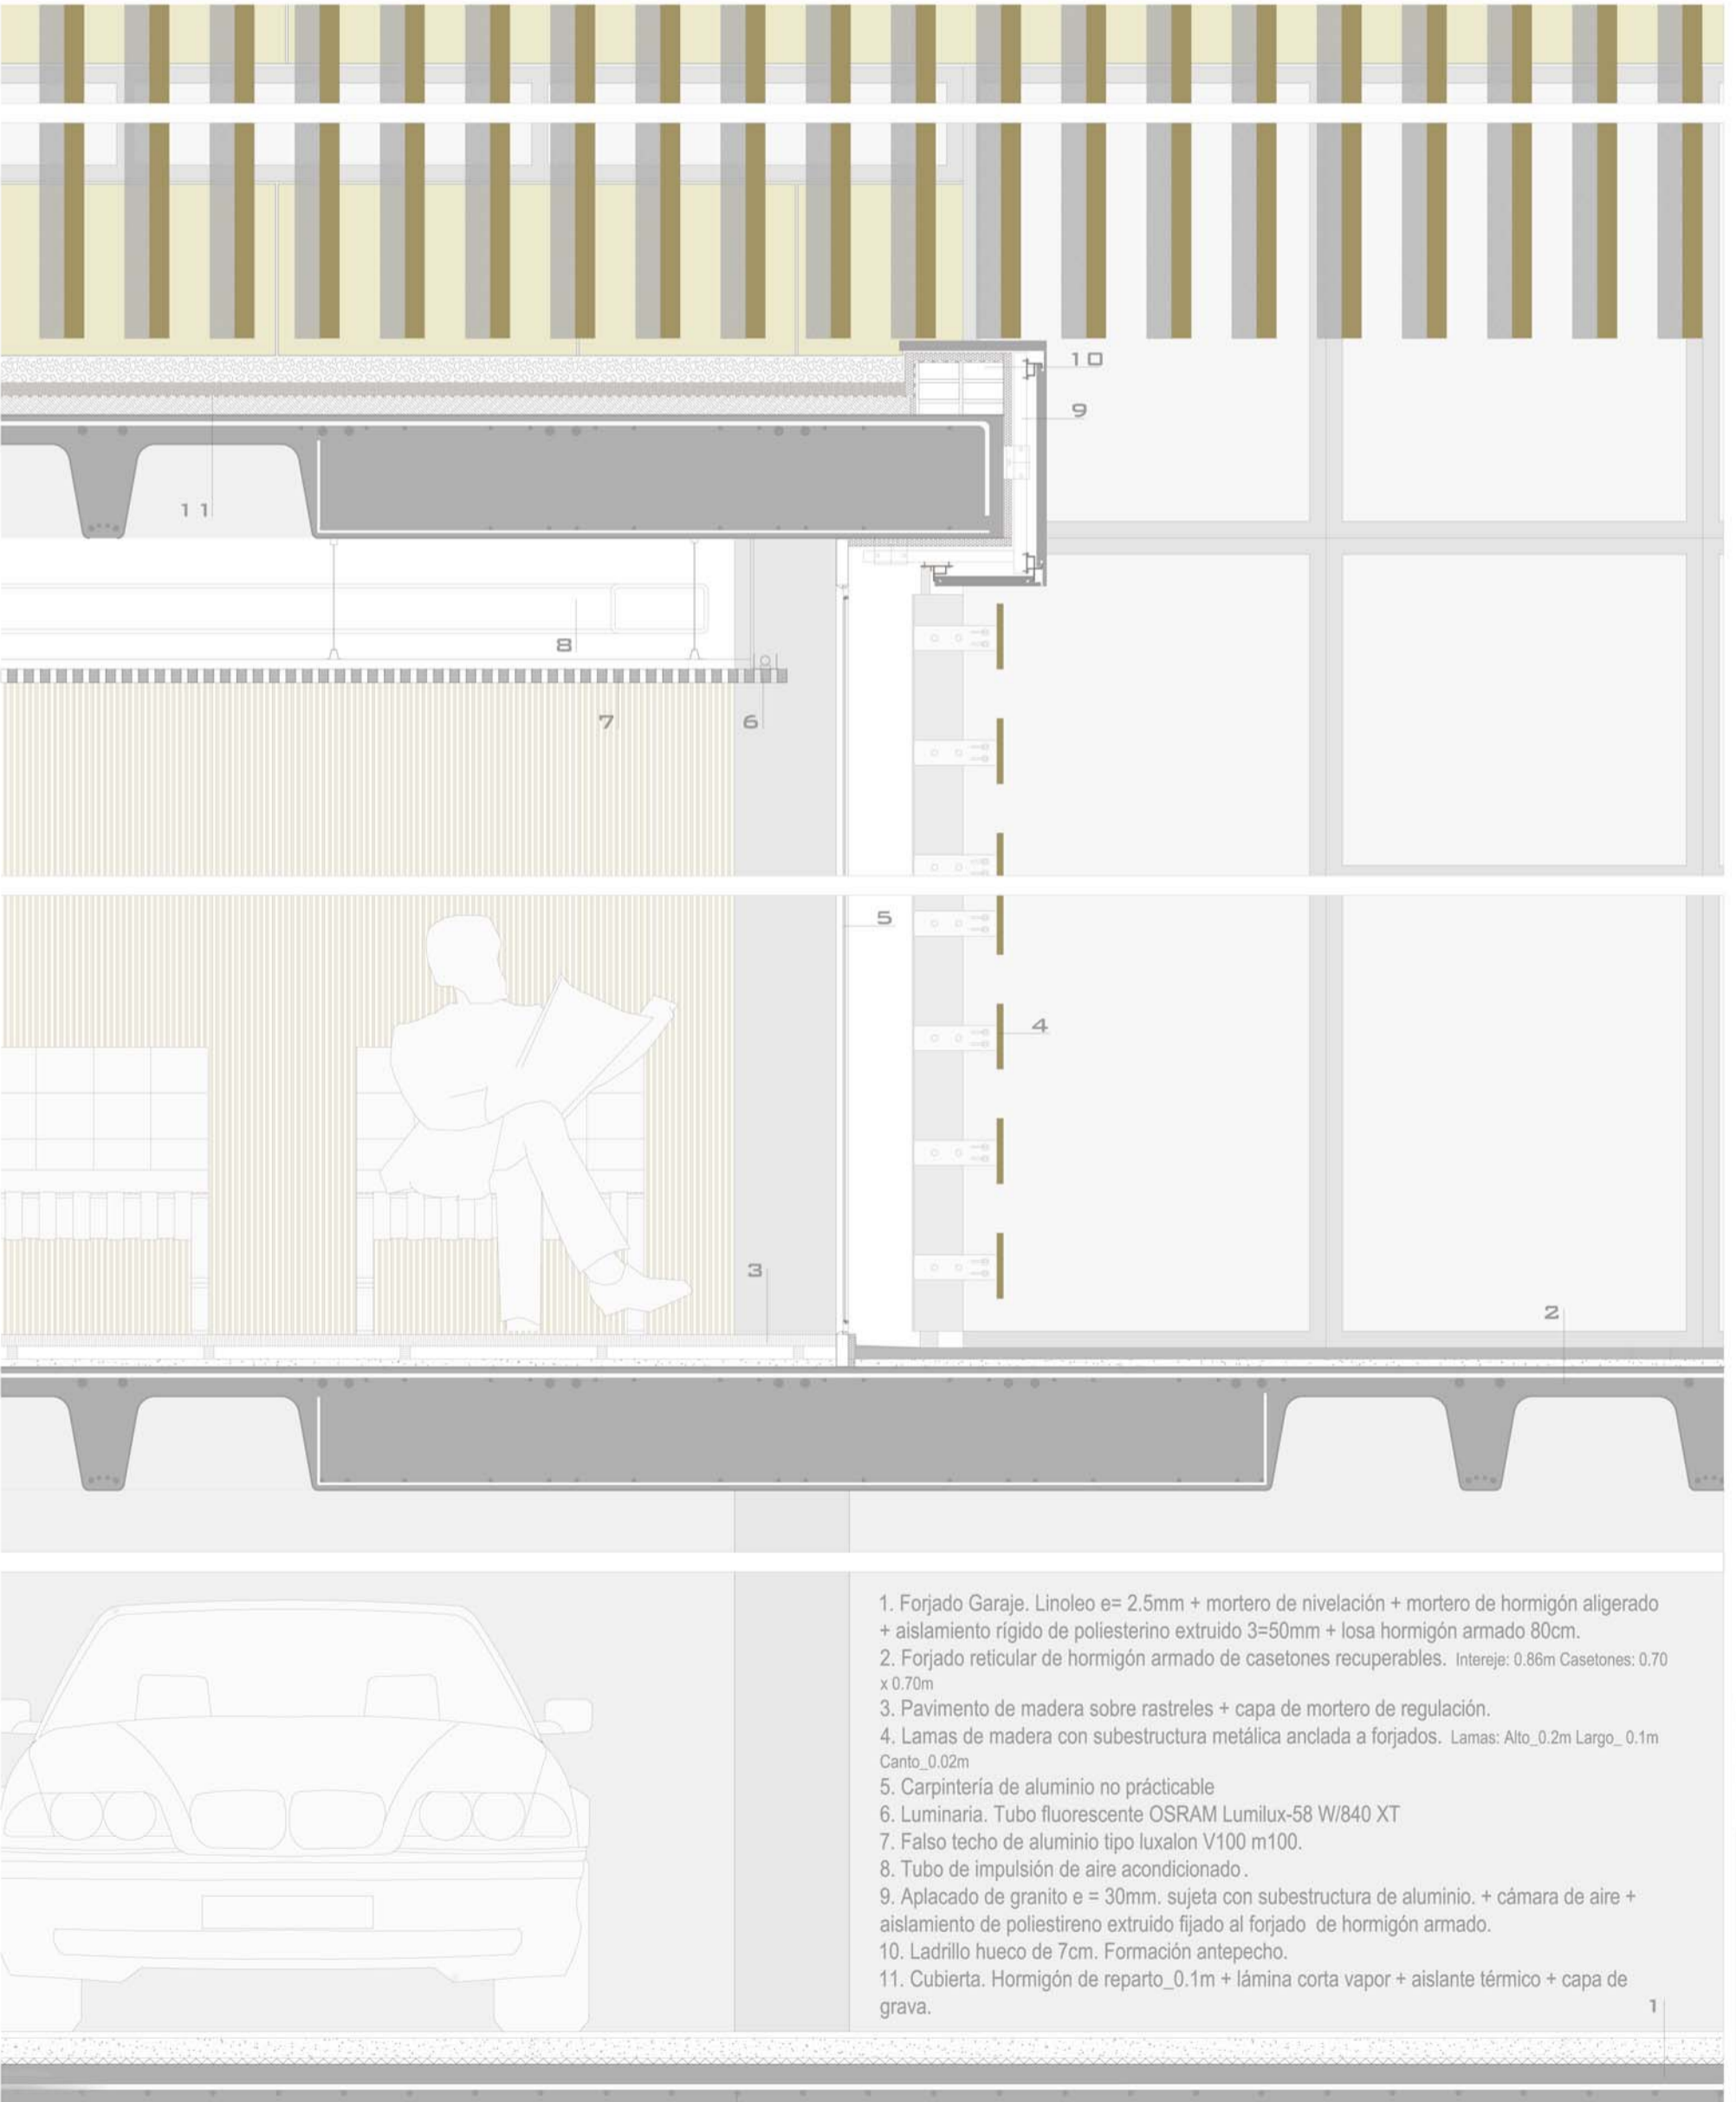 10
9
11
8
7
6
5
4
3
2
1. Forjado Garaje. Linoleo e= 2.5mm + mortero de nivelación + mortero de hormigón aligerado
+ aislamiento rígido de poliesterino extruido 3=50mm + losa hormigón armado 80cm.
2. Forjado reticular de hormigón armado de casetones recuperables. Intereje: 0.86m Casetones: 0.70
x 0.70m
3. Pavimento de madera sobre rastreles + capa de mortero de regulación.
4. Lamas de madera con subestructura metálica anclada a forjados. Lamas: Alto_0.2m Largo_ 0.1m
Canto_0.02m
5. Carpintería de aluminio no prácticable
6. Luminaria. Tubo fluorescente OSRAM Lumilux-58 W/840 XT
7. Falso techo de aluminio tipo luxalon V100 m100.
8. Tubo de impulsión de aire acondicionado.
9. Aplacado de granito e = 30mm. sujeta con subestructura de aluminio. + cámara de aire +
aislamiento de poliestireno extruido fijado al forjado de hormigón armado.
10. Ladrillo hueco de 7cm. Formación antepecho.
11. Cubierta. Hormigón de reparto_0.1m + lámina corta vapor + aislante térmico + capa de
grava.
1